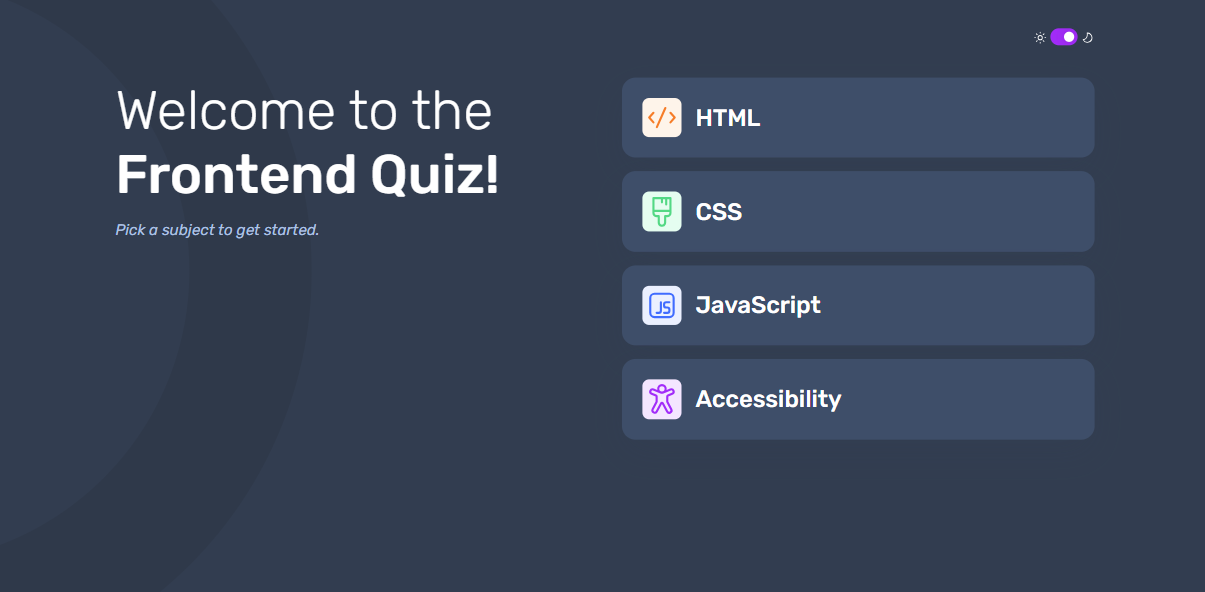 Welcome to the
Frontend Quiz!
Pick a subject to get started.
</> HTML
CSS
JS JavaScript
Accessibility